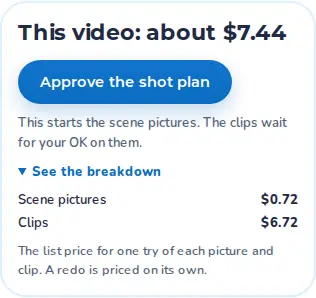 This video: about $7.44
Approve the shot plan
This starts the scene pictures. The clips wait
for your OK on them.
▼ See the breakdown
Scene pictures $0.72
Clips $6.72
The list price for one try of each picture and
clip. A redo is priced on its own.